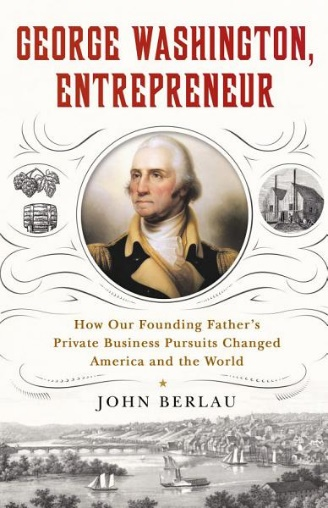 GEORGE WASHINGTON,
ENTREPRENEUR
How Our Founding Father's
Private Business Pursuits Changed
America and the World
JOHN BERLAU